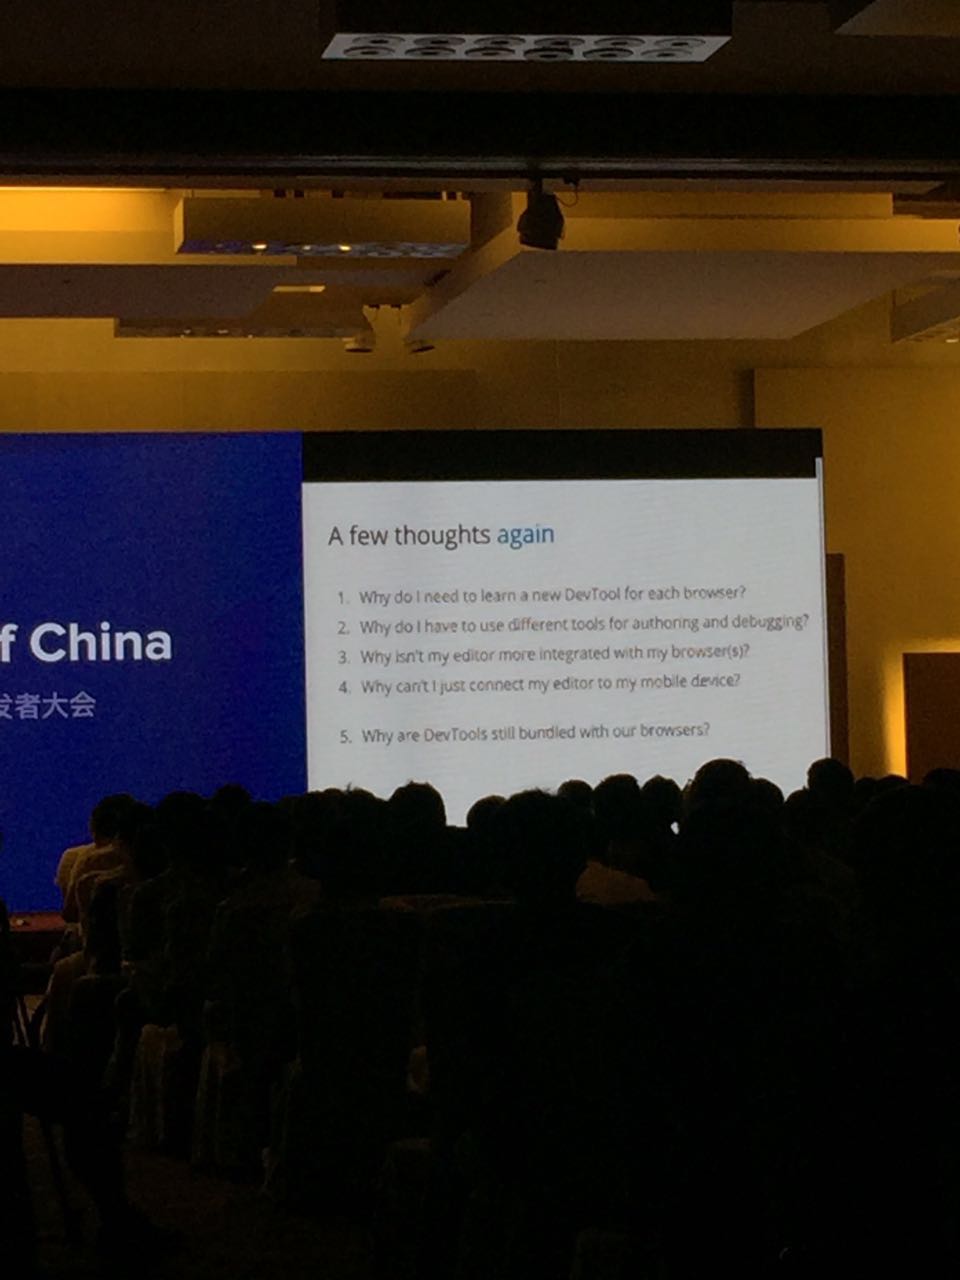 f China
发者大会
A few thoughts again
1. Why do I need to learn a new DevTool for each browser?
2. Why do I have to use different tools for authoring and debugging?
3. Why isn't my editor more integrated with my browser(s)?
4. Why can't I just connect my editor to my mobile device?
5. Why are DevTools still bundled with our browsers?